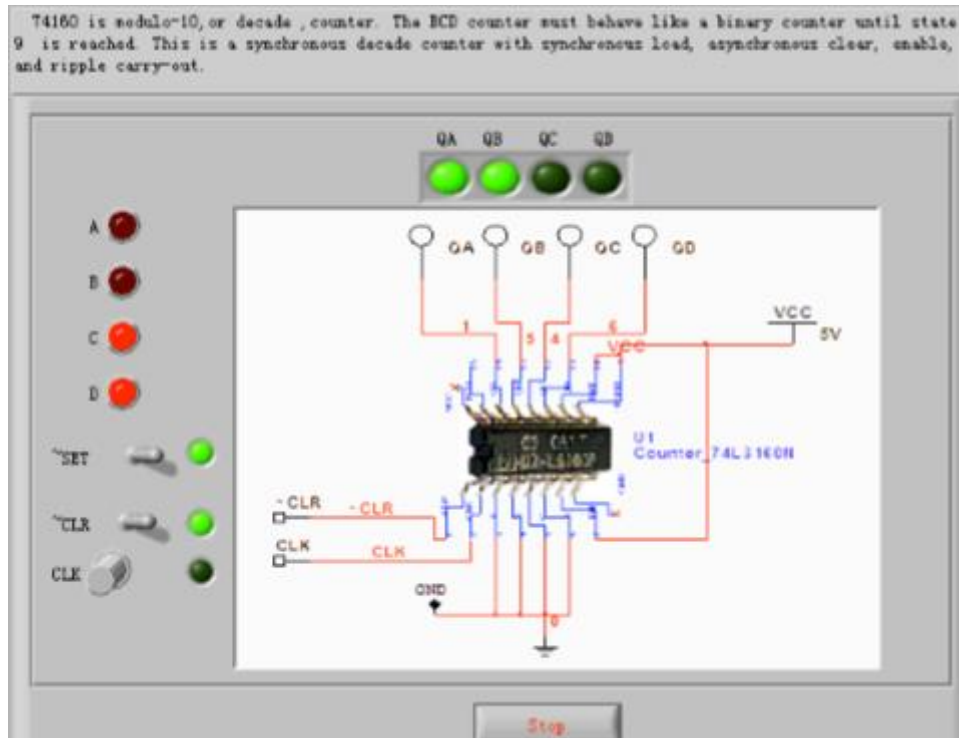 74160 is modulo-10, or decade ,counter. The BCD counter must behave like a binary counter until state
9 is reached. This is a synchronous decade counter with synchronous load, asynchronous clear, enable,
and ripple carry-out.
QA QB QC QD
A
B
C
D
~SET
~CLR
CLK
QA QB QC QD
1 5 4 6
VCC
VCC
5V
U1
Counter_74LS160N
~CLR ~CLR
CLK CLK
GND
0
Stop